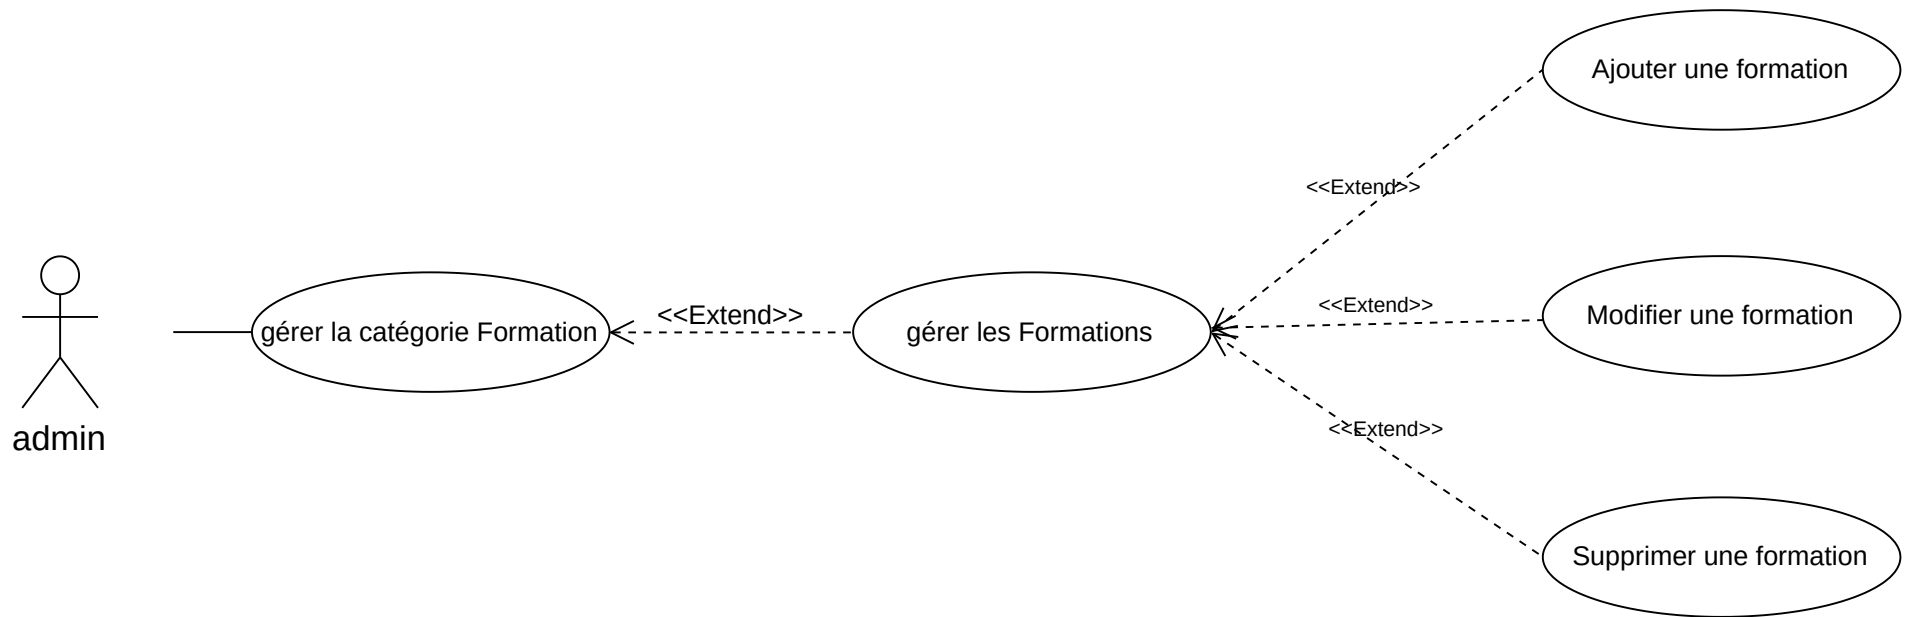 Ajouter une formation
<<Extend>>
Modifier une formation
<<Extend>>
<<Extend>>
gérer la catégorie Formation
gérer les Formations
<<Extend>>
admin
Supprimer une formation